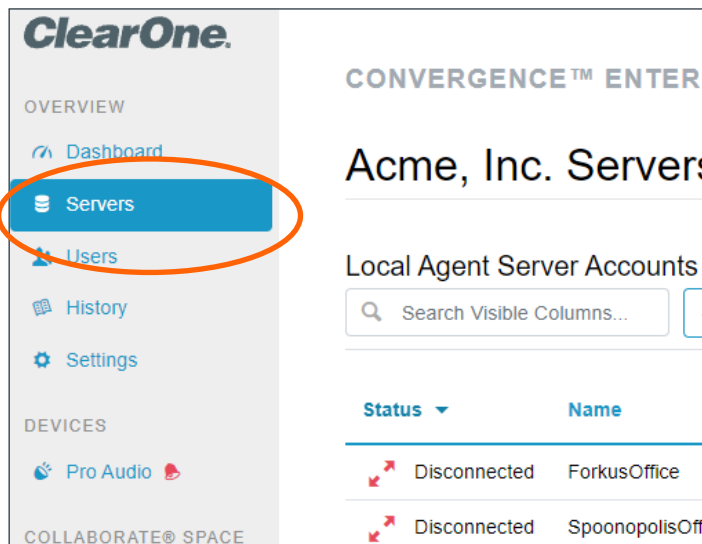 ClearOne.
OVERVIEW
Dashboard
Servers
Users
History
Settings
DEVICES
Pro Audio
COLLABORATE® SPACE
CONVERGENCE™ ENTER
Acme, Inc. Servers
Local Agent Server Accounts
Search Visible Columns...
Status Name
Disconnected ForkusOffice
Disconnected SpoonopolisOff